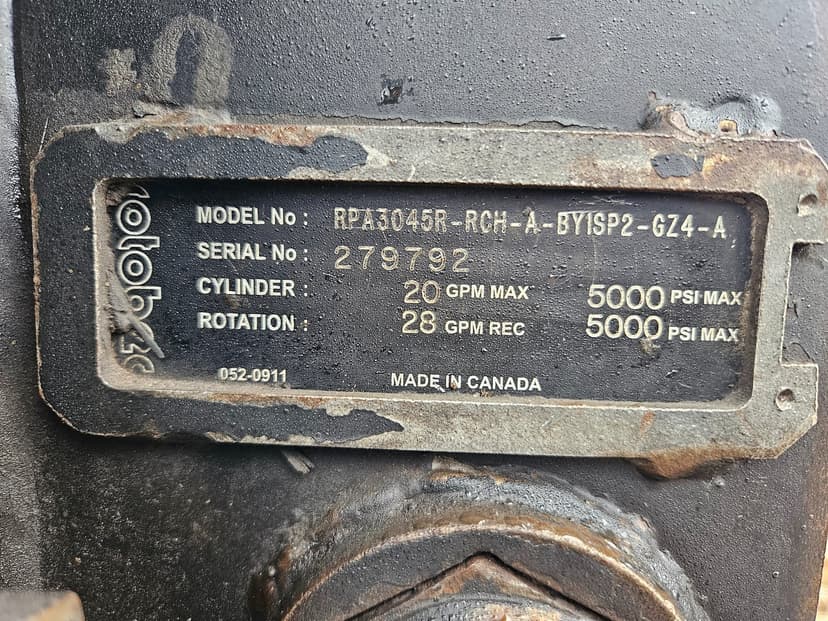 rotobec
MODEL No : RPA3045R-RCH-A-BY1SP2-GZ4-A
SERIAL No : 279792
CYLINDER : 20 GPM MAX 5000 PSI MAX
ROTATION : 28 GPM REC 5000 PSI MAX
052-0911 MADE IN CANADA